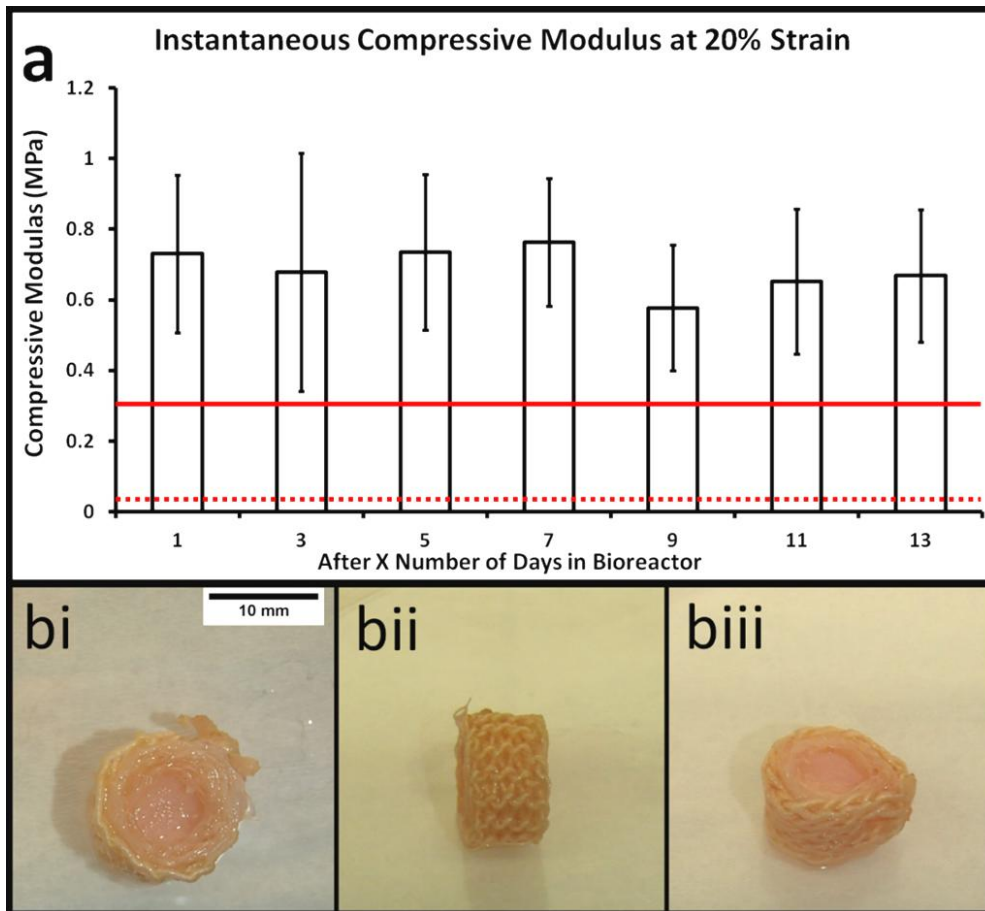 Instantaneous Compressive Modulus at 20% Strain
a
Compressive Modulas (MPa)
1.2
1
0.8
0.6
0.4
0.2
0
1 3 5 7 9 11 13
After X Number of Days in Bioreactor
bi
10 mm
bii
biii